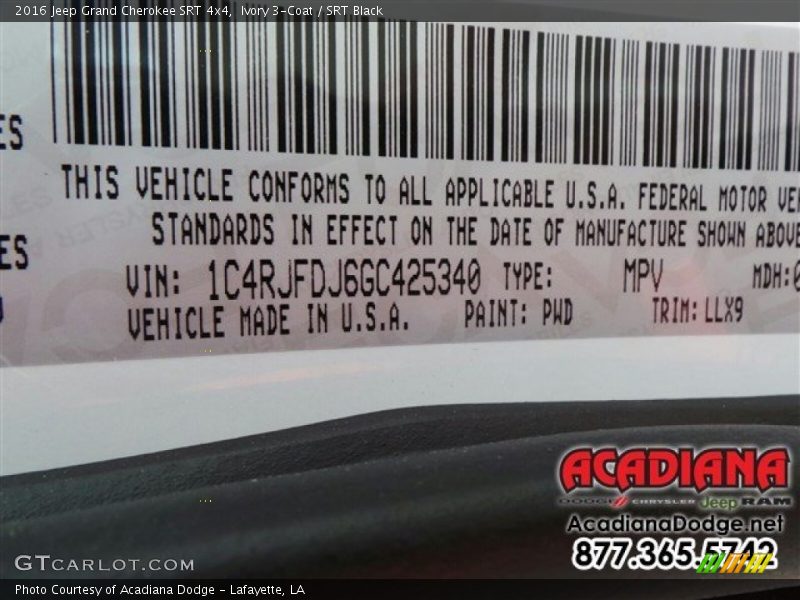 2016 Jeep Grand Cherokee SRT 4x4,  Ivory 3-Coat / SRT Black
ES
THIS VEHICLE CONFORMS TO ALL APPLICABLE U.S.A. FEDERAL MOTOR VE
STANDARDS IN EFFECT ON THE DATE OF MANUFACTURE SHOWN ABOVE
ES
VIN: 1C4RJFDJ6GC425340 TYPE: MPV MDH:0
VEHICLE MADE IN U.S.A. PAINT: PWD TRIM: LLX9
ACADIANA
DODGE CHRYSLER Jeep RAM
AcadianaDodge.net
877.365.5742
GTCARLOT.COM
Photo Courtesy of Acadiana Dodge - Lafayette, LA